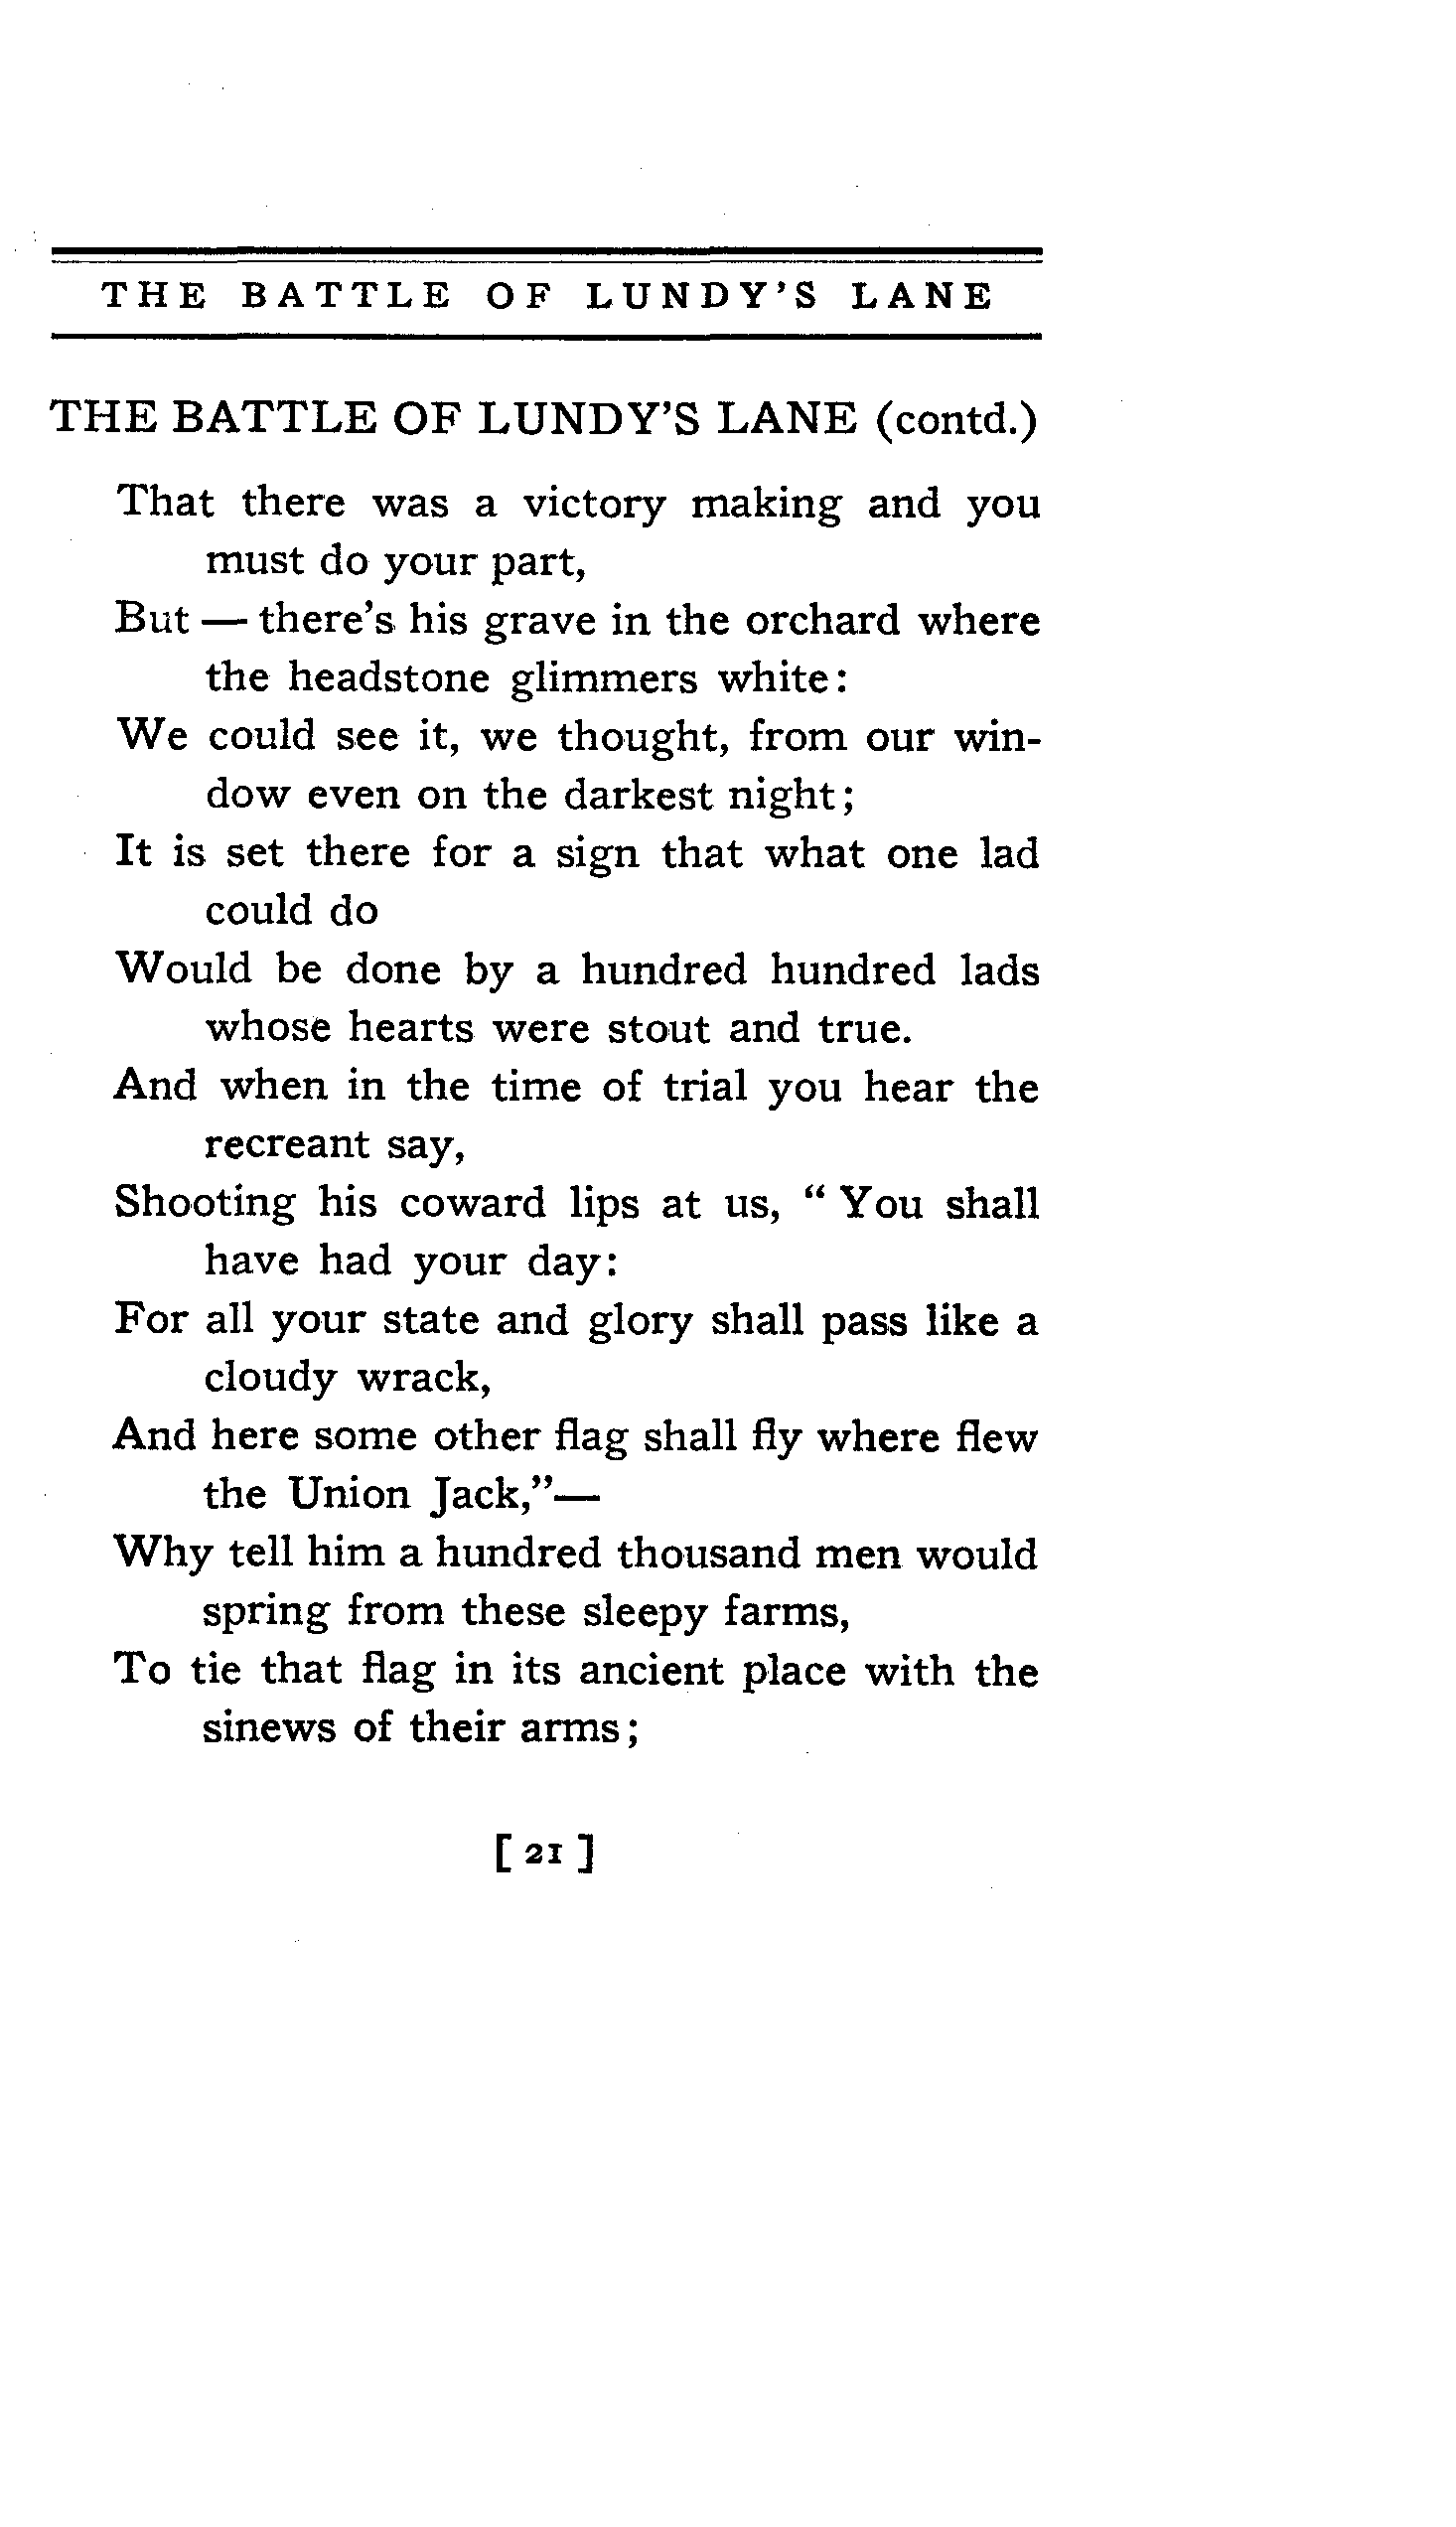 THE BATTLE OF LUNDY'S LANE
THE BATTLE OF LUNDY'S LANE (contd.)
That there was a victory making and you
must do your part,
But — there's his grave in the orchard where
the headstone glimmers white:
We could see it, we thought, from our win-
dow even on the darkest night;
It is set there for a sign that what one lad
could do
Would be done by a hundred hundred lads
whose hearts were stout and true.
And when in the time of trial you hear the
recreant say,
Shooting his coward lips at us, “ You shall
have had your day:
For all your state and glory shall pass like a
cloudy wrack,
And here some other flag shall fly where flew
the Union Jack,”—
Why tell him a hundred thousand men would
spring from these sleepy farms,
To tie that flag in its ancient place with the
sinews of their arms;
[ 21 ]